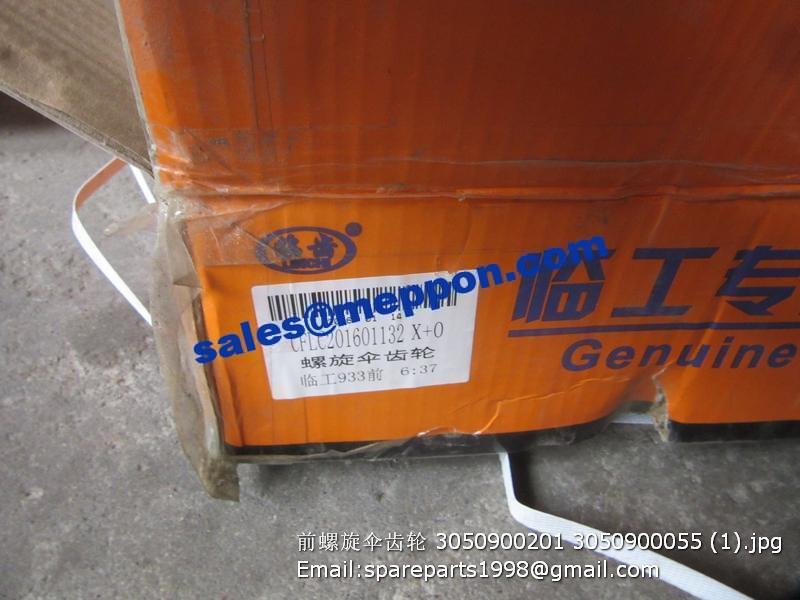 sales@meppon.com
CFLC201601132 X+O
螺旋伞齿轮
临工933前 6:37
临工专
Genuine
前螺旋伞齿轮 3050900201 3050900055 (1).jpg
Email:spareparts1998@gmail.com